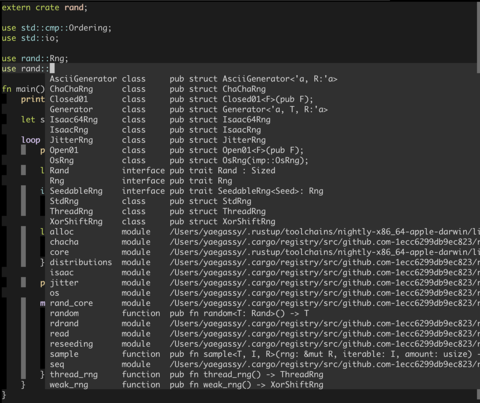 extern crate rand;
use std::cmp::Ordering;
use std::io;
use rand::Rng;
use rand::
AsciiGenerator class pub struct AsciiGenerator<'a, R:'a>
fn main() ChaChaRng class pub struct ChaChaRng
print Closed01 class pub struct Closed01<F>(pub F);
Generator class pub struct Generator<'a, T, R:'a>
let s Isaac64Rng class pub struct Isaac64Rng
IsaacRng class pub struct IsaacRng
loop JitterRng class pub struct JitterRng
p Open01 class pub struct Open01<F>(pub F);
OsRng class pub struct OsRng(imp::OsRng);
l Rand interface pub trait Rand : Sized
Rng interface pub trait Rng
i SeedableRng interface pub trait SeedableRng<Seed>: Rng
StdRng class pub struct StdRng
ThreadRng class pub struct ThreadRng
XorShiftRng class pub struct XorShiftRng
l alloc module /Users/yaegassy/.rustup/toolchains/nightly-x86_64-apple-darwin/li
chacha module /Users/yaegassy/.cargo/registry/src/github.com-1ecc6299db9ec823/r
core module /Users/yaegassy/.rustup/toolchains/nightly-x86_64-apple-darwin/li
} distributions module /Users/yaegassy/.cargo/registry/src/github.com-1ecc6299db9ec823/r
isaac module /Users/yaegassy/.cargo/registry/src/github.com-1ecc6299db9ec823/r
p jitter module /Users/yaegassy/.cargo/registry/src/github.com-1ecc6299db9ec823/r
os module /Users/yaegassy/.cargo/registry/src/github.com-1ecc6299db9ec823/r
m rand_core module /Users/yaegassy/.cargo/registry/src/github.com-1ecc6299db9ec823/r
random function pub fn random<T: Rand>() -> T
rdrand module /Users/yaegassy/.cargo/registry/src/github.com-1ecc6299db9ec823/r
read module /Users/yaegassy/.cargo/registry/src/github.com-1ecc6299db9ec823/r
reseeding module /Users/yaegassy/.cargo/registry/src/github.com-1ecc6299db9ec823/r
sample function pub fn sample<T, I, R>(rng: &mut R, iterable: I, amount: usize) -
seq module /Users/yaegassy/.cargo/registry/src/github.com-1ecc6299db9ec823/r
} thread_rng function pub fn thread_rng() -> ThreadRng
} weak_rng function pub fn weak_rng() -> XorShiftRng
}